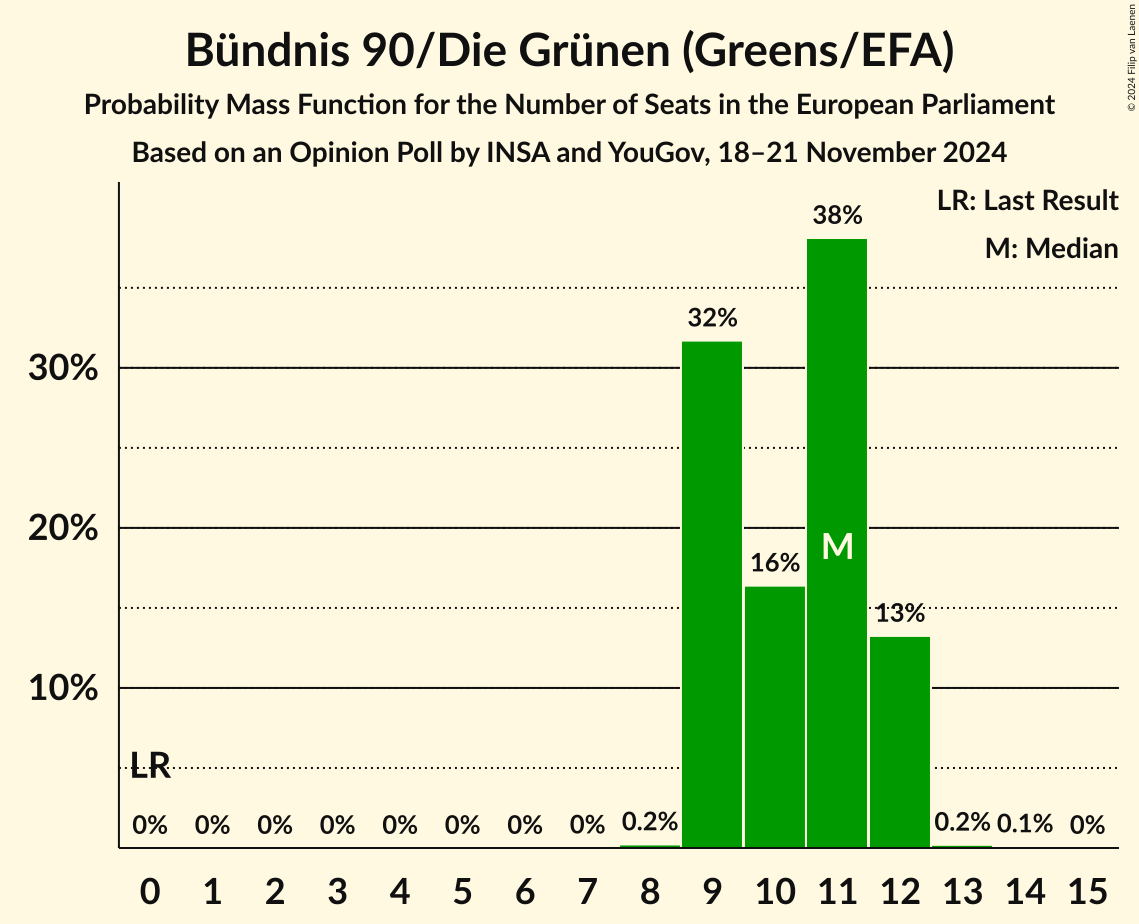 Bündnis 90/Die Grünen (Greens/EFA)
Probability Mass Function for the Number of Seats in the European Parliament
Based on an Opinion Poll by INSA and YouGov, 18–21 November 2024
© 2024 Filip van Laenen
LR: Last Result
M: Median
38%
32%
30%
20%
M
16%
13%
10%
LR
0% 0% 0% 0% 0% 0% 0% 0% 0.2% 0.2% 0.1% 0%
0 1 2 3 4 5 6 7 8 9 10 11 12 13 14 15